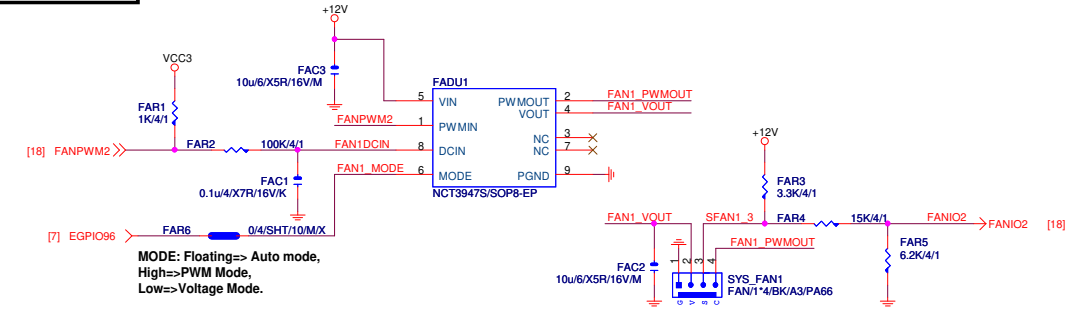 +12V
VCC3
FAC3
10u/6/X5R/16V/M
FADU1
FAR1
1K/4/1
5
VIN
PWMOUT
2
FAN1_PWMOUT
VOUT
4
FAN1_VOUT
FANPWM2
1
PWMIN
NC
3
[18] FANPWM2
FAR2
100K/4/1
FAN1DCIN
8
DCIN
NC
7
+12V
FAC1
0.1u/4/X7R/16V/K
FAN1_MODE
6
MODE
PGND
9
NCT3947S/SOP8-EP
FAR3
3.3K/4/1
FAN1_VOUT
SFAN1_3
FAR4
15K/4/1
FANIO2
FANIO2 [18]
[7] EGPIO96
FAR6
0/4/SHT/10/M/X
FAN1_PWMOUT
FAR5
6.2K/4/1
MODE: Floating=> Auto mode,
High=>PWM Mode,
Low=>Voltage Mode.
FAC2
10u/6/X5R/16V/M
1
2
3
4
G
V
S
C
SYS_FAN1
FAN/1*4/BK/A3/PA66